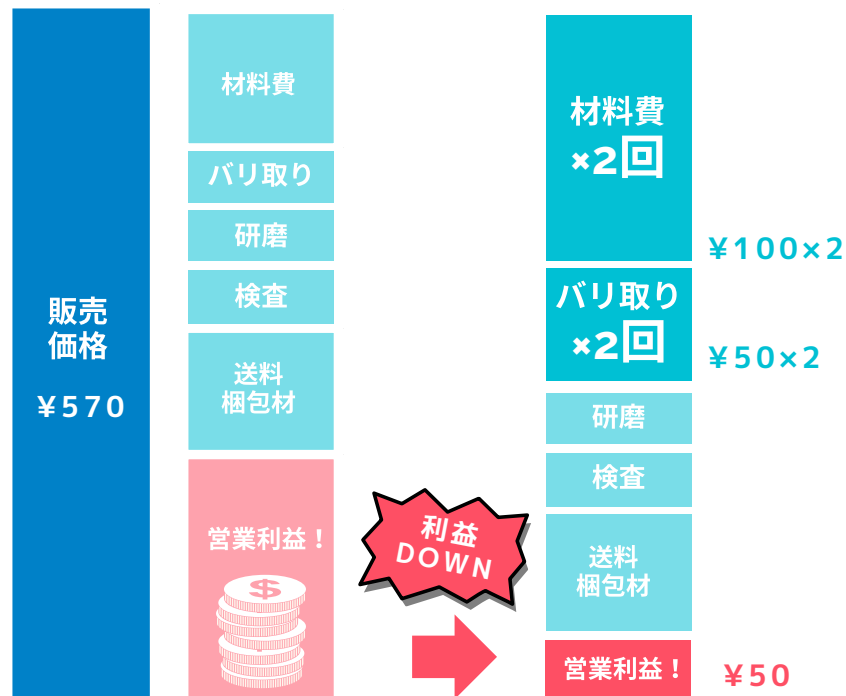 販売
価格
¥570
材料費
バリ取り
研磨
検査
送料
梱包材
営業利益！
$
利益
DOWN
材料費
×2回
¥100×2
バリ取り
×2回
¥50×2
研磨
検査
送料
梱包材
営業利益！
¥50